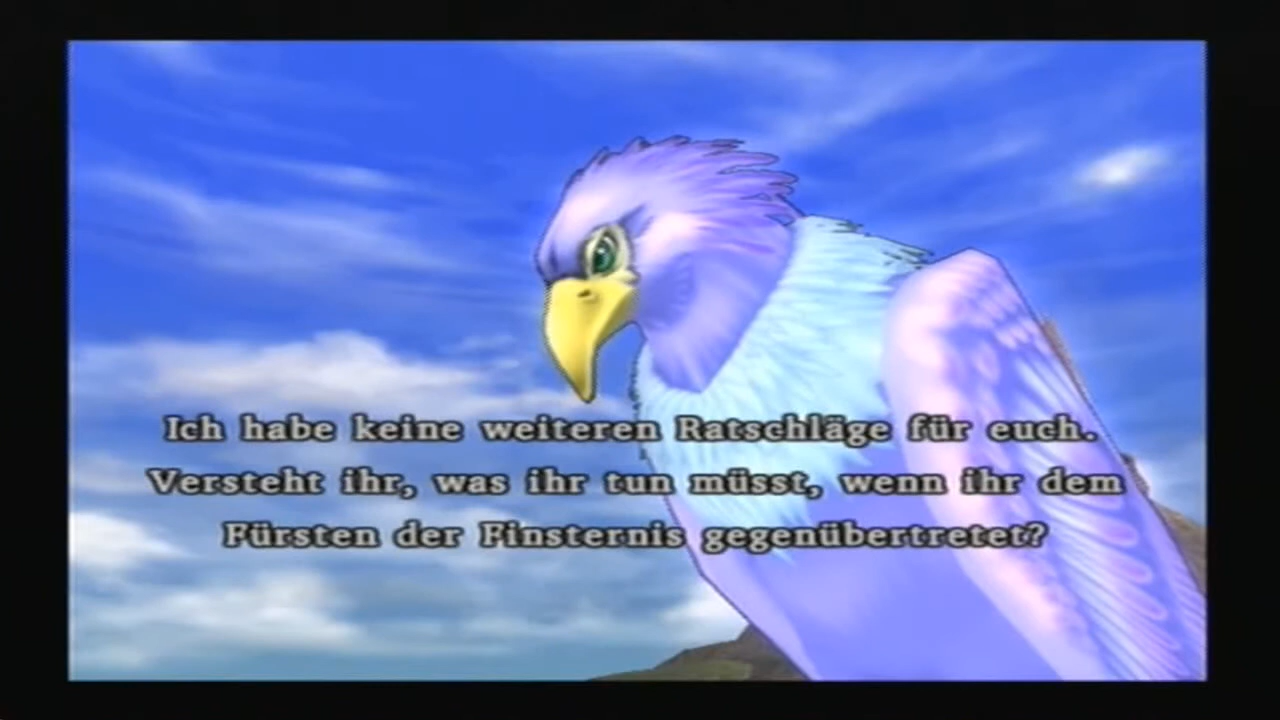 Ich habe keine weiteren Ratschläge für euch.
Versteht ihr, was ihr tun müsst, wenn ihr dem
Fürsten der Finsternis gegenübertretet?